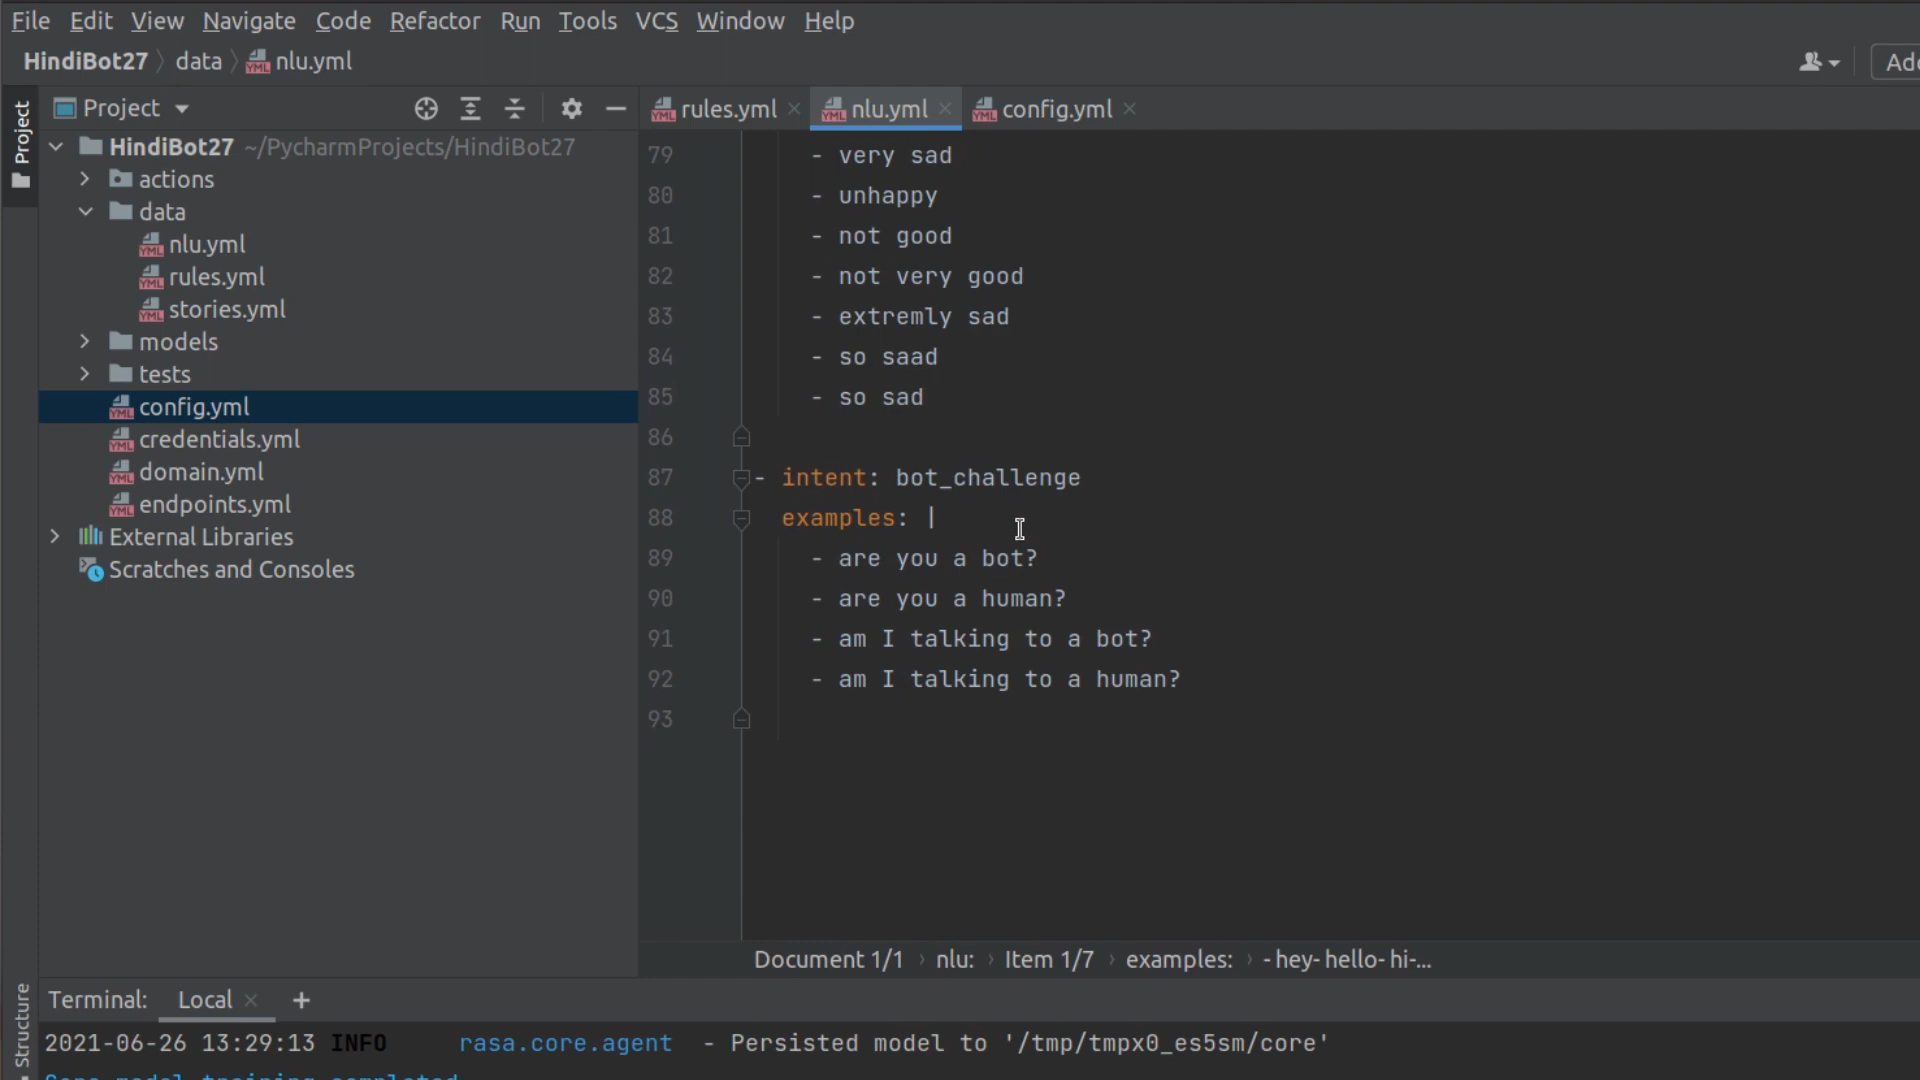 File Edit View Navigate Code Refactor Run Tools VCS Window Help
HindiBot27 data nlu.yml
Project
Project
rules.yml nlu.yml config.yml
HindiBot27 ~/PycharmProjects/HindiBot27
actions
data
nlu.yml
rules.yml
stories.yml
models
tests
config.yml
credentials.yml
domain.yml
endpoints.yml
External Libraries
Scratches and Consoles
79 - very sad
80 - unhappy
81 - not good
82 - not very good
83 - extremly sad
84 - so saad
85 - so sad
86
87 - intent: bot_challenge
88 examples: |
89 - are you a bot?
90 - are you a human?
91 - am I talking to a bot?
92 - am I talking to a human?
93
Document 1/1 nlu: Item 1/7 examples: - hey- hello- hi-...
Structure
Terminal: Local +
2021-06-26 13:29:13 INFO rasa.core.agent - Persisted model to '/tmp/tmpx0_es5sm/core'